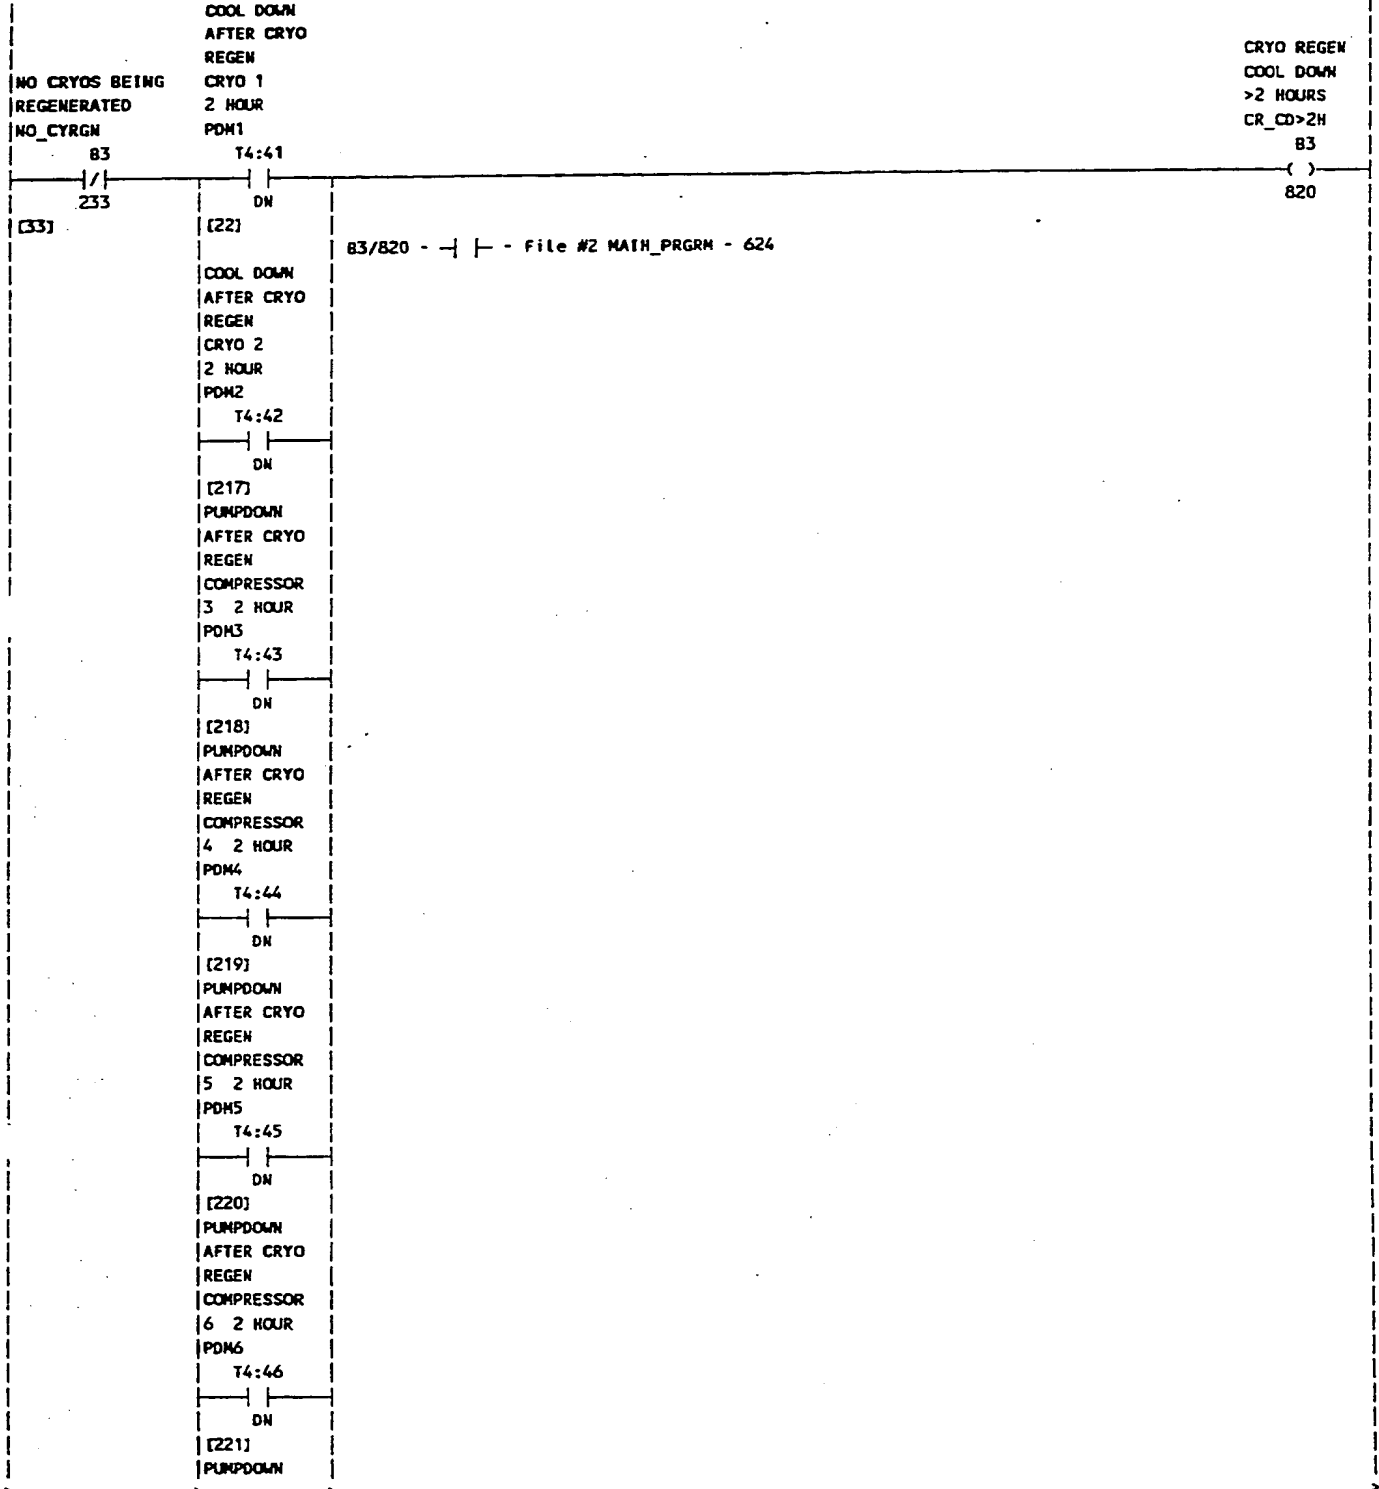 COOL DOWN
AFTER CRYO
REGEN
CRYO 1
2 HOUR
PDM1
T4:41
DN
[22]
NO CRYOS BEING
REGENERATED
NO_CYRGN
B3
233
[33]
CRYO REGEN
COOL DOWN
>2 HOURS
CR_CD>2H
B3
820
B3/820 - ┤ ├ - File #2 MAIN_PRGRM - 624
COOL DOWN
AFTER CRYO
REGEN
CRYO 2
2 HOUR
PDM2
T4:42
DN
[217]
PUMPDOWN
AFTER CRYO
REGEN
COMPRESSOR
3 2 HOUR
PDM3
T4:43
DN
[218]
PUMPDOWN
AFTER CRYO
REGEN
COMPRESSOR
4 2 HOUR
PDM4
T4:44
DN
[219]
PUMPDOWN
AFTER CRYO
REGEN
COMPRESSOR
5 2 HOUR
PDM5
T4:45
DN
[220]
PUMPDOWN
AFTER CRYO
REGEN
COMPRESSOR
6 2 HOUR
PDM6
T4:46
DN
[221]
PUMPDOWN